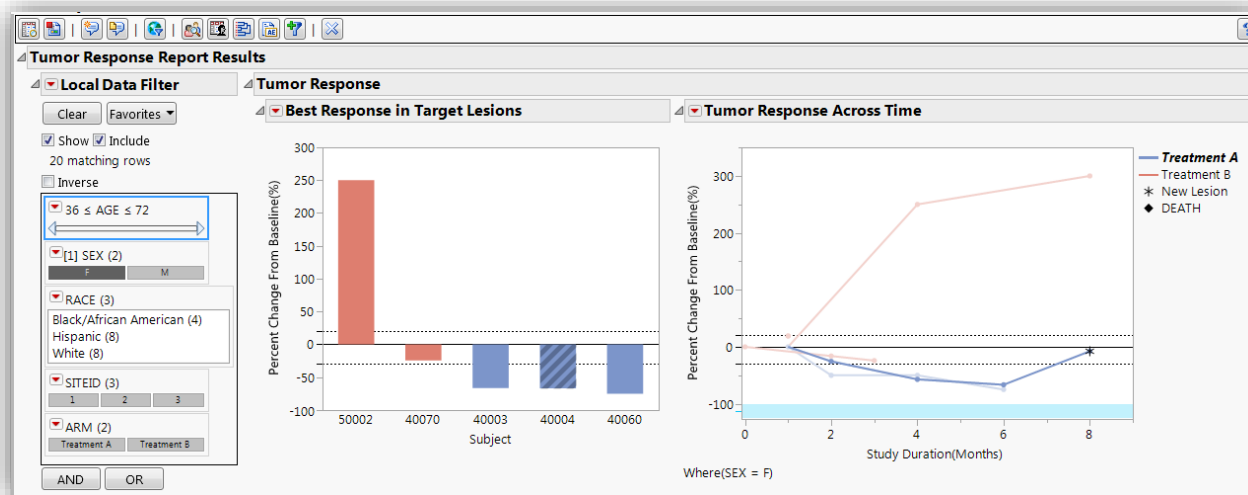 Tumor Response Report Results
Local Data Filter
Clear Favorites
Show Include
20 matching rows
Inverse
36 ≤ AGE ≤ 72
[1] SEX (2)
F M
RACE (3)
Black/African American (4)
Hispanic (8)
White (8)
SITEID (3)
1 2 3
ARM (2)
Treatment A Treatment B
AND OR
Tumor Response
Best Response in Target Lesions
Percent Change From Baseline(%)
300
250
200
150
100
50
0
-50
-100
50002 40070 40003 40004 40060
Subject
Tumor Response Across Time
Percent Change From Baseline(%)
300
200
100
0
-100
0 2 4 6 8
Study Duration(Months)
Where(SEX = F)
Treatment A
Treatment B
New Lesion
DEATH